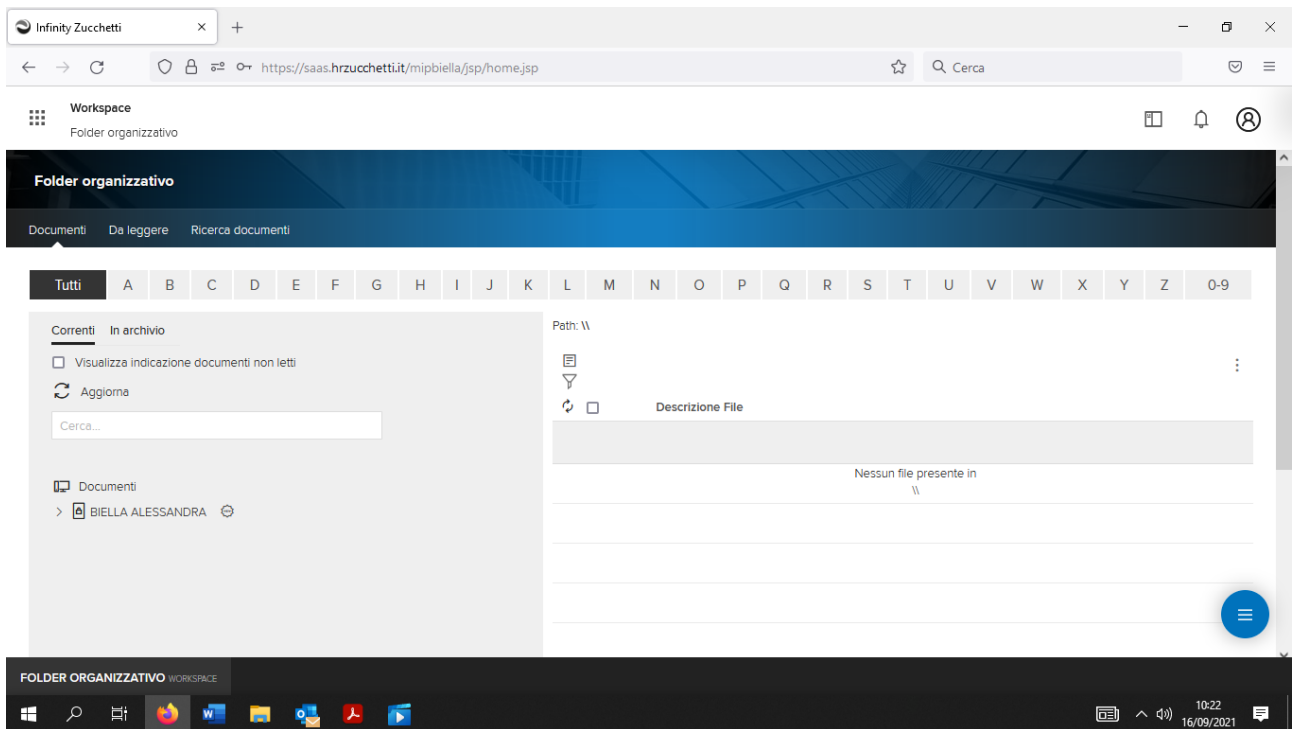 Infinity Zucchetti
https://saas.hrzucchetti.it/mipbiella/jsp/home.jsp
Cerca
Workspace
Folder organizzativo
Folder organizzativo
Documenti Da leggere Ricerca documenti
Tutti A B C D E F G H I J K L M N O P Q R S T U V W X Y Z 0-9
Correnti In archivio
Path: \\
Visualizza indicazione documenti non letti
Aggiorna
Descrizione File
Cerca...
Nessun file presente in
\\
Documenti
BIELLA ALESSANDRA
FOLDER ORGANIZZATIVO WORKSPACE
10:22
16/09/2021